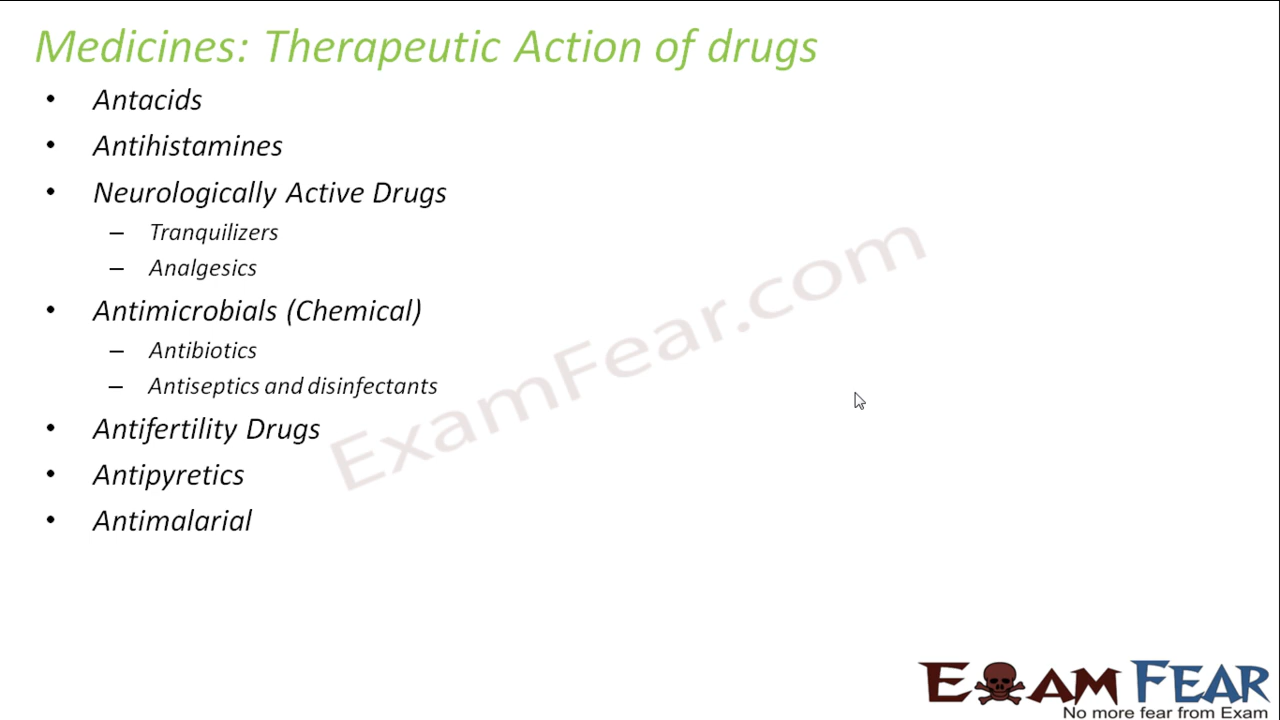 Medicines: Therapeutic Action of drugs
• Antacids
• Antihistamines
• Neurologically Active Drugs
– Tranquilizers
– Analgesics
• Antimicrobials (Chemical)
– Antibiotics
– Antiseptics and disinfectants
• Antifertility Drugs
• Antipyretics
• Antimalarial
ExamFear.com
EXAM FEAR
No more fear from Exam